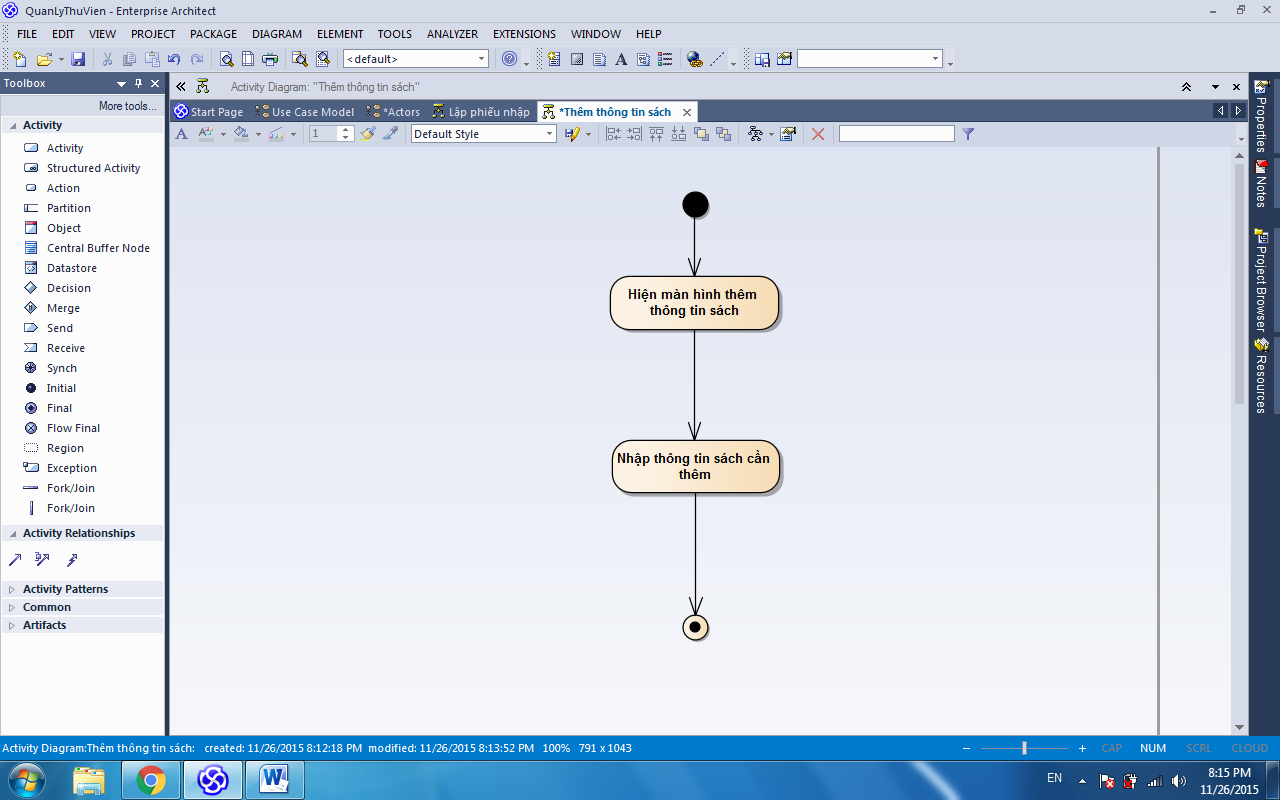 QuanLyThuVien - Enterprise Architect
FILE EDIT VIEW PROJECT PACKAGE DIAGRAM ELEMENT TOOLS ANALYZER EXTENSIONS WINDOW HELP
<default>
Toolbox
More tools...
Activity
Activity
Structured Activity
Action
Partition
Object
Central Buffer Node
Datastore
Decision
Merge
Send
Receive
Synch
Initial
Final
Flow Final
Region
Exception
Fork/Join
Fork/Join
Activity Relationships
Activity Patterns
Common
Artifacts
Activity Diagram: "Thêm thông tin sách"
Start Page Use Case Model *Actors Lập phiếu nhập *Thêm thông tin sách
1 Default Style
Hiện màn hình thêm
thông tin sách
Nhập thông tin sách cần
thêm
Properties
Notes
Project Browser
Resources
Activity Diagram:Thêm thông tin sách: created: 11/26/2015 8:12:18 PM modified: 11/26/2015 8:13:52 PM 100% 791 x 1043
CAP NUM SCRL CLOUD
EN
8:15 PM
11/26/2015